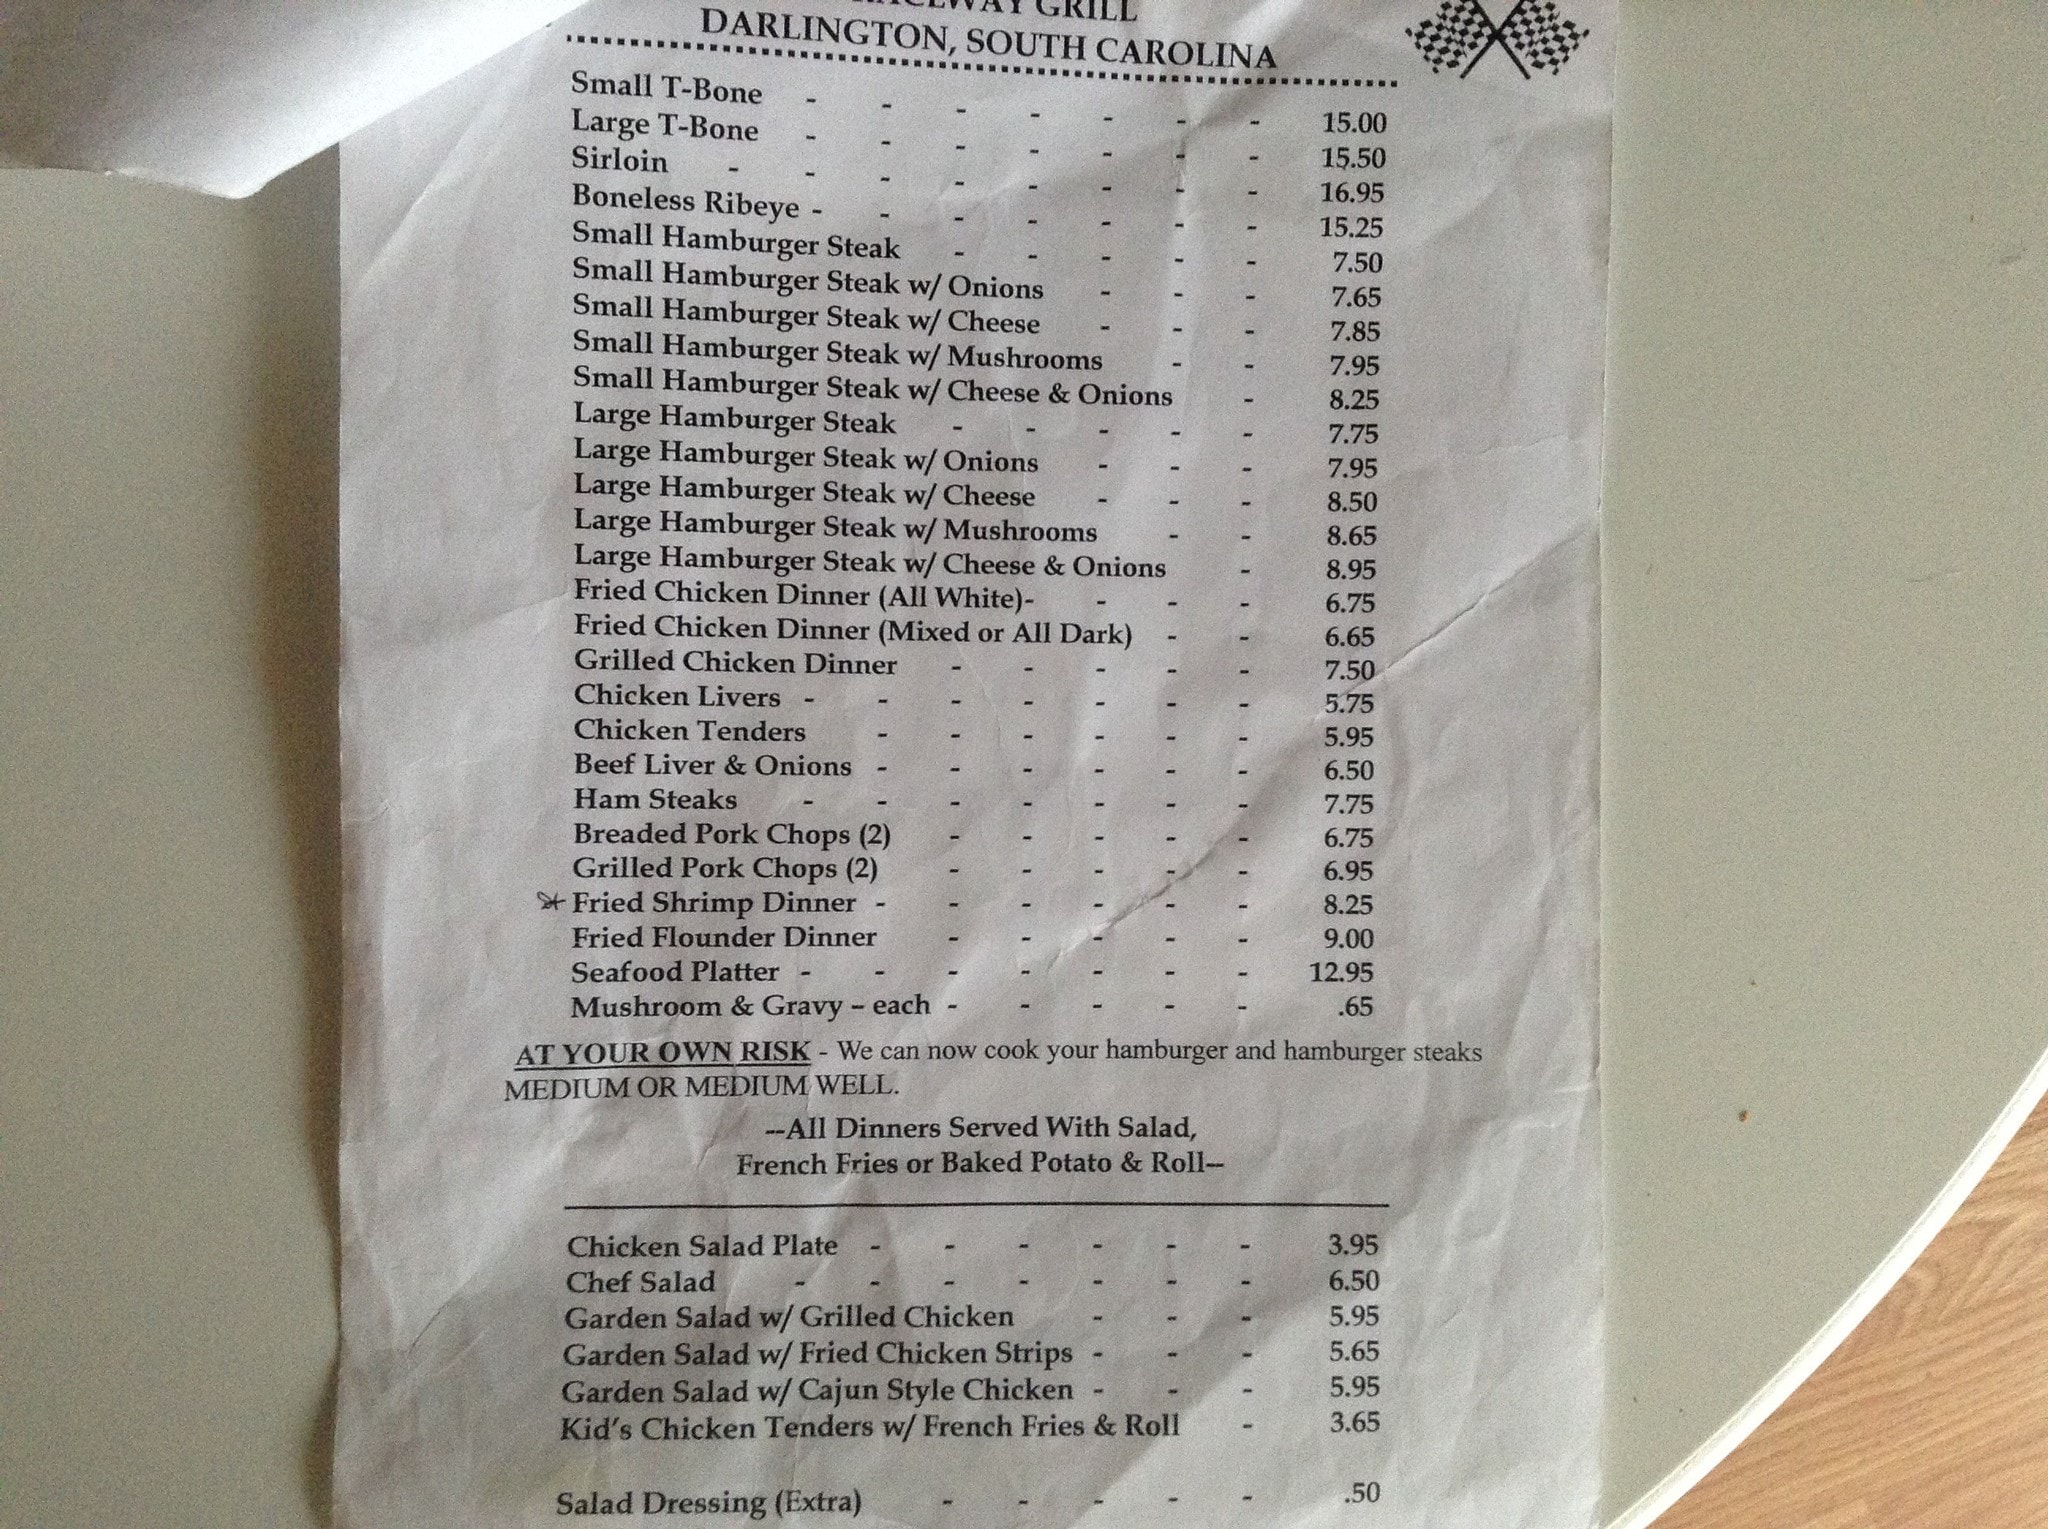 RACEWAY GRILL
DARLINGTON, SOUTH CAROLINA
Small T-Bone - - - - - - - 15.00
Large T-Bone - - - - - - - 15.50
Sirloin - - - - - - - - 16.95
Boneless Ribeye - - - - - - - 15.25
Small Hamburger Steak - - - - - 7.50
Small Hamburger Steak w/ Onions - - - 7.65
Small Hamburger Steak w/ Cheese - - - 7.85
Small Hamburger Steak w/ Mushrooms - - 7.95
Small Hamburger Steak w/ Cheese & Onions - 8.25
Large Hamburger Steak - - - - - 7.75
Large Hamburger Steak w/ Onions - - - 7.95
Large Hamburger Steak w/ Cheese - - - 8.50
Large Hamburger Steak w/ Mushrooms - - 8.65
Large Hamburger Steak w/ Cheese & Onions - 8.95
Fried Chicken Dinner (All White)- - - - 6.75
Fried Chicken Dinner (Mixed or All Dark) - - 6.65
Grilled Chicken Dinner - - - - - 7.50
Chicken Livers - - - - - - - 5.75
Chicken Tenders - - - - - - 5.95
Beef Liver & Onions - - - - - - 6.50
Ham Steaks - - - - - - - 7.75
Breaded Pork Chops (2) - - - - - 6.75
Grilled Pork Chops (2) - - - - - 6.95
Fried Shrimp Dinner - - - - - - 8.25
Fried Flounder Dinner - - - - - 9.00
Seafood Platter - - - - - - - 12.95
Mushroom & Gravy – each - - - - - .65
AT YOUR OWN RISK - We can now cook your hamburger and hamburger steaks
MEDIUM OR MEDIUM WELL.
--All Dinners Served With Salad,
French Fries or Baked Potato & Roll--
Chicken Salad Plate - - - - - - 3.95
Chef Salad - - - - - - - 6.50
Garden Salad w/ Grilled Chicken - - - 5.95
Garden Salad w/ Fried Chicken Strips - - - 5.65
Garden Salad w/ Cajun Style Chicken - - - 5.95
Kid's Chicken Tenders w/ French Fries & Roll - 3.65
Salad Dressing (Extra) - - - - - .50